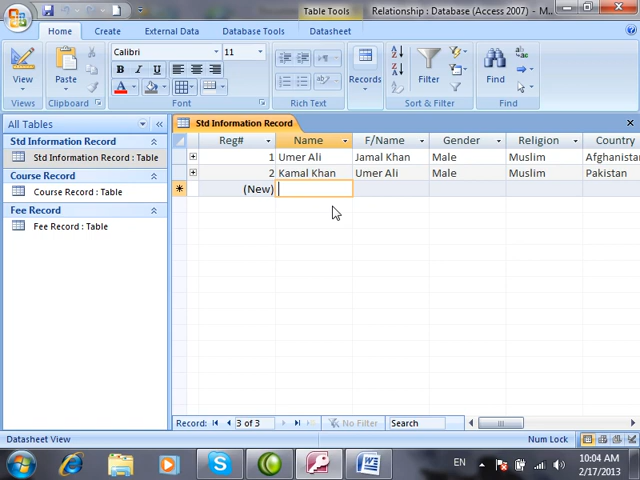 Table Tools
Relationship : Database (Access 2007) - M...
Home
Create
External Data
Database Tools
Datasheet
View
Paste
Calibri
11
B I U
A
Records
Filter
Find
Views
Clipboard
Font
Rich Text
Sort & Filter
Find
All Tables
Std Information Record
Std Information Record : Table
Course Record
Course Record : Table
Fee Record
Fee Record : Table
Std Information Record
Reg# Name F/Name Gender Religion Country
1 Umer Ali Jamal Khan Male Muslim Afghanistan
2 Kamal Khan Umer Ali Male Muslim Pakistan
(New)
Record: 3 of 3 No Filter Search
Datasheet View
Num Lock
EN
10:04 AM
2/17/2013